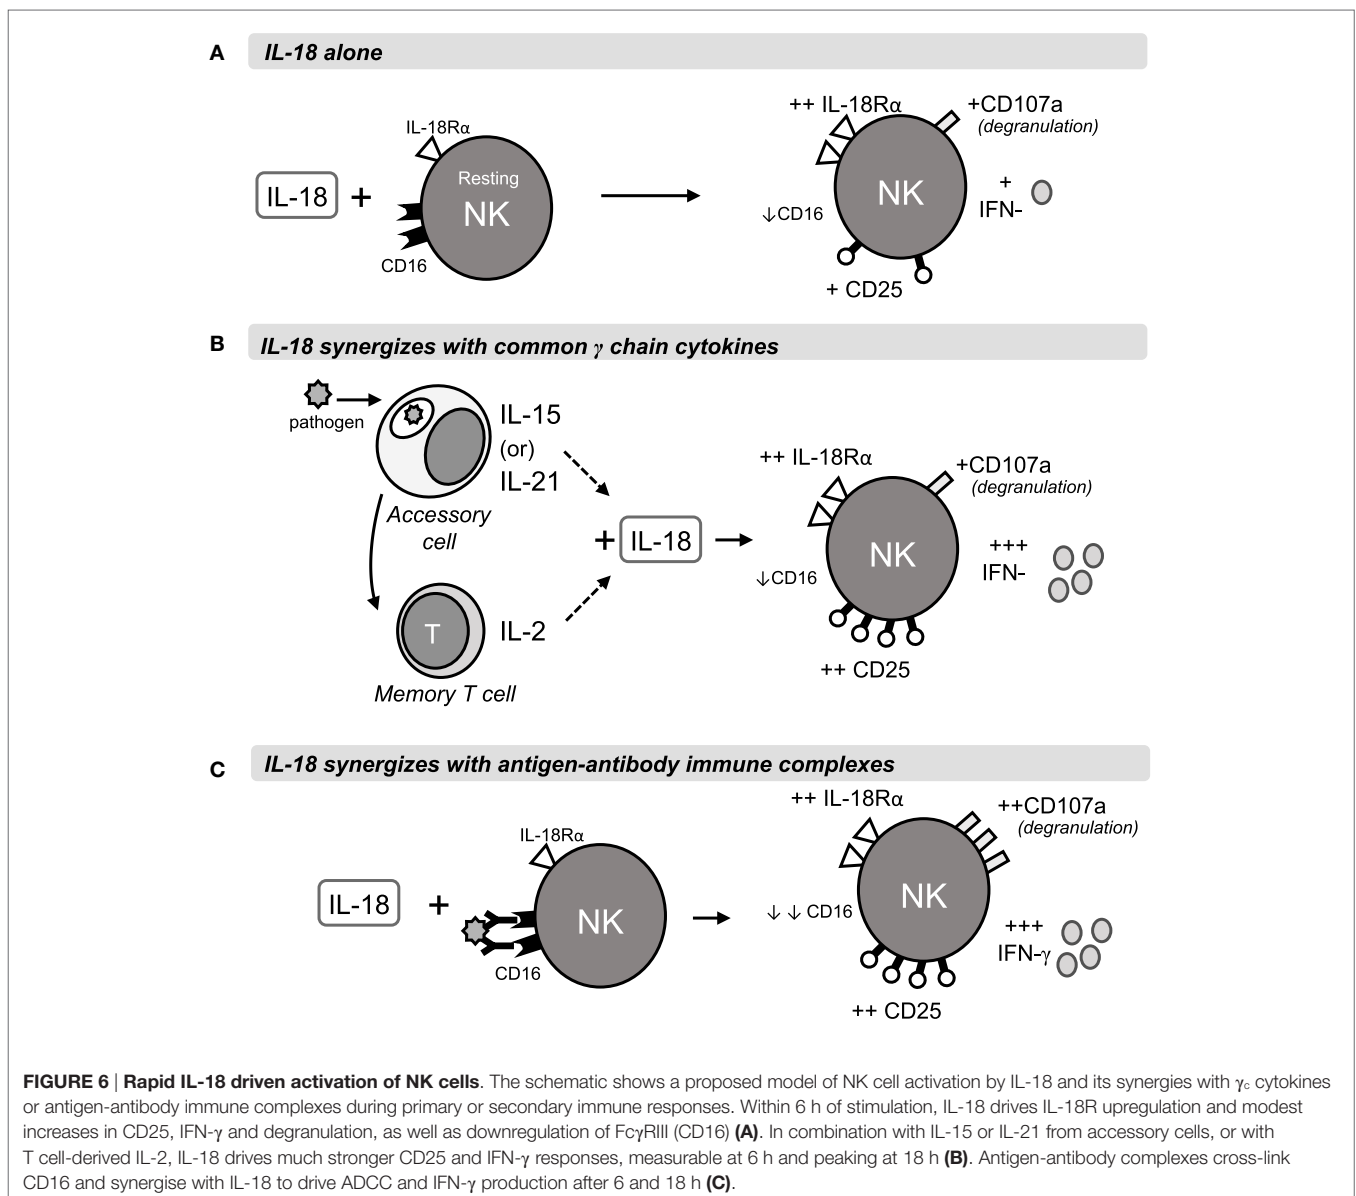 A IL-18 alone
IL-18Rα
IL-18 +
Resting
NK
CD16
++ IL-18Rα
+CD107a
(degranulation)
NK
+
IFN-
↓CD16
+ CD25
B IL-18 synergizes with common γ chain cytokines
pathogen
IL-15
(or)
IL-21
Accessory
cell
+ IL-18
T
IL-2
Memory T cell
++ IL-18Rα
+CD107a
(degranulation)
NK
+++
IFN-
↓CD16
++ CD25
C IL-18 synergizes with antigen-antibody immune complexes
IL-18Rα
IL-18 +
NK
CD16
++ IL-18Rα
++CD107a
(degranulation)
NK
↓ ↓ CD16
+++
IFN-γ
++ CD25
FIGURE 6 | Rapid IL-18 driven activation of NK cells. The schematic shows a proposed model of NK cell activation by IL-18 and its synergies with γc cytokines
or antigen-antibody immune complexes during primary or secondary immune responses. Within 6 h of stimulation, IL-18 drives IL-18R upregulation and modest
increases in CD25, IFN-γ and degranulation, as well as downregulation of FcγRIII (CD16) (A). In combination with IL-15 or IL-21 from accessory cells, or with
T cell-derived IL-2, IL-18 drives much stronger CD25 and IFN-γ responses, measurable at 6 h and peaking at 18 h (B). Antigen-antibody complexes cross-link
CD16 and synergise with IL-18 to drive ADCC and IFN-γ production after 6 and 18 h (C).